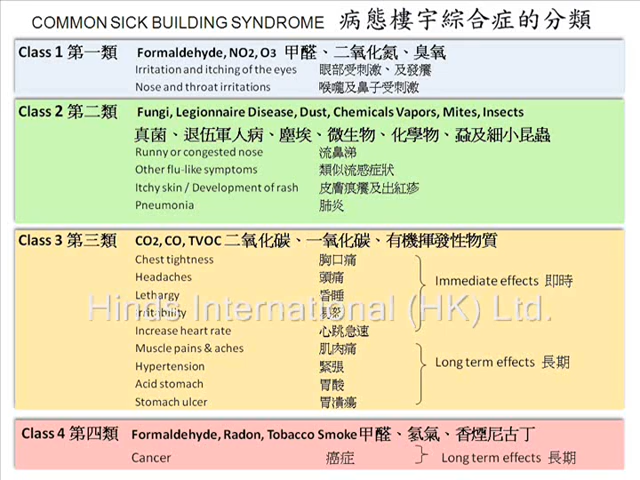 COMMON SICK BUILDING SYNDROME 病態樓宇綜合症的分類
Class 1 第一類 Formaldehyde, NO2, O3 甲醛、二氧化氮、臭氧
Irritation and itching of the eyes 眼部受刺激、及發癢
Nose and throat irritations 喉嚨及鼻子受刺激
Class 2 第二類 Fungi, Legionnaire Disease, Dust, Chemicals Vapors, Mites, Insects
真菌、退伍軍人病、塵埃、微生物、化學物、蝨及細小昆蟲
Runny or congested nose 流鼻涕
Other flu-like symptoms 類似流感症狀
Itchy skin / Development of rash 皮膚痕癢及出紅疹
Pneumonia 肺炎
Class 3 第三類 CO2, CO, TVOC 二氧化碳、一氧化碳、有機揮發性物質
Chest tightness 胸口痛
Headaches 頭痛
Immediate effects 即時
Lethargy 昏睡
Hinds International (HK) Ltd.
Irritability
Increase heart rate 心跳急速
Muscle pains & aches 肌肉痛
Hypertension 緊張
Long term effects 長期
Acid stomach 胃酸
Stomach ulcer 胃潰瘍
Class 4 第四類 Formaldehyde, Radon, Tobacco Smoke 甲醛、氡氣、香煙尼古丁
Cancer 癌症 Long term effects 長期